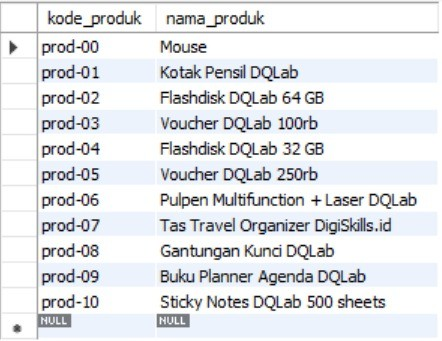 kode_produk nama_produk
prod-00 Mouse
prod-01 Kotak Pensil DQLab
prod-02 Flashdisk DQLab 64 GB
prod-03 Voucher DQLab 100rb
prod-04 Flashdisk DQLab 32 GB
prod-05 Voucher DQLab 250rb
prod-06 Pulpen Multifunction + Laser DQLab
prod-07 Tas Travel Organizer DigiSkills.id
prod-08 Gantungan Kunci DQLab
prod-09 Buku Planner Agenda DQLab
prod-10 Sticky Notes DQLab 500 sheets
NULL NULL